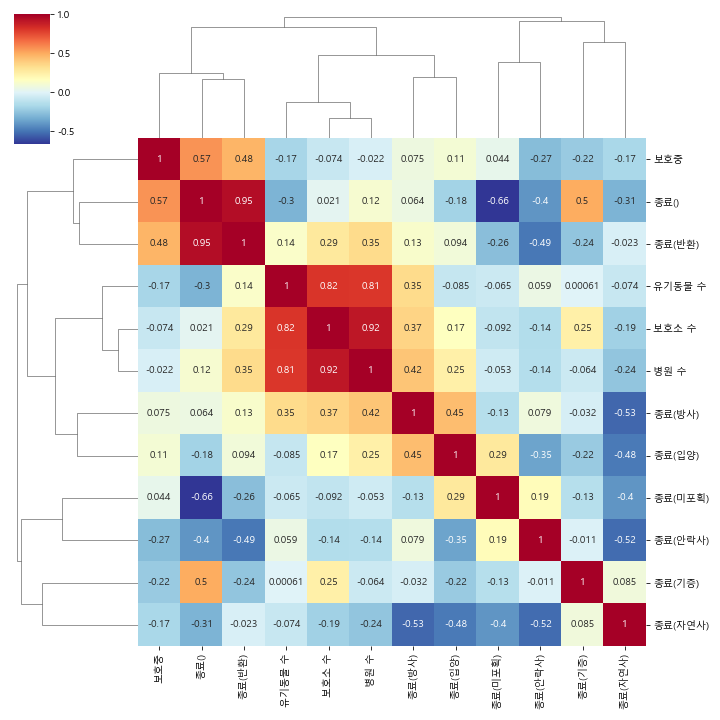 1.0
0.5
0.0
-0.5
1 0.57 0.48 -0.17 -0.074 -0.022 0.075 0.11 0.044 -0.27 -0.22 -0.17 보호중
0.57 1 0.95 -0.3 0.021 0.12 0.064 -0.18 -0.66 -0.4 0.5 -0.31 종료()
0.48 0.95 1 0.14 0.29 0.35 0.13 0.094 -0.26 -0.49 -0.24 -0.023 종료(반환)
-0.17 -0.3 0.14 1 0.82 0.81 0.35 -0.085 -0.065 0.059 0.00061 -0.074 유기동물 수
-0.074 0.021 0.29 0.82 1 0.92 0.37 0.17 -0.092 -0.14 0.25 -0.19 보호소 수
-0.022 0.12 0.35 0.81 0.92 1 0.42 0.25 -0.053 -0.14 -0.064 -0.24 병원 수
0.075 0.064 0.13 0.35 0.37 0.42 1 0.45 -0.13 0.079 -0.032 -0.53 종료(방사)
0.11 -0.18 0.094 -0.085 0.17 0.25 0.45 1 0.29 -0.35 -0.22 -0.48 종료(입양)
0.044 -0.66 -0.26 -0.065 -0.092 -0.053 -0.13 0.29 1 0.19 -0.13 -0.4 종료(미포획)
-0.27 -0.4 -0.49 0.059 -0.14 -0.14 0.079 -0.35 0.19 1 -0.011 -0.52 종료(안락사)
-0.22 0.5 -0.24 0.00061 0.25 -0.064 -0.032 -0.22 -0.13 -0.011 1 0.085 종료(기증)
-0.17 -0.31 -0.023 -0.074 -0.19 -0.24 -0.53 -0.48 -0.4 -0.52 0.085 1 종료(자연사)
보호중
종료()
종료(반환)
유기동물 수
보호소 수
병원 수
종료(방사)
종료(입양)
종료(미포획)
종료(안락사)
종료(기증)
종료(자연사)